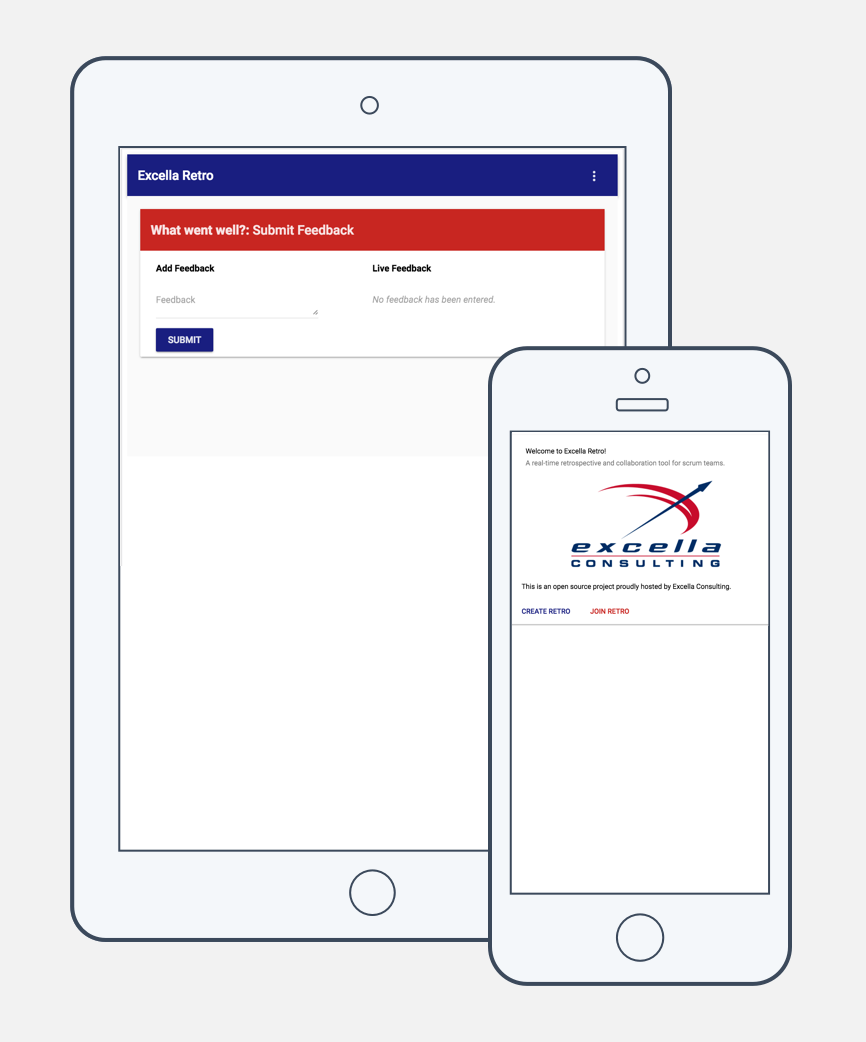 Excella Retro
What went well?: Submit Feedback
Add Feedback
Live Feedback
Feedback
No feedback has been entered.
SUBMIT
Welcome to Excella Retro!
A real-time retrospective and collaboration tool for scrum teams.
excella
CONSULTING
This is an open source project proudly hosted by Excella Consulting.
CREATE RETRO
JOIN RETRO